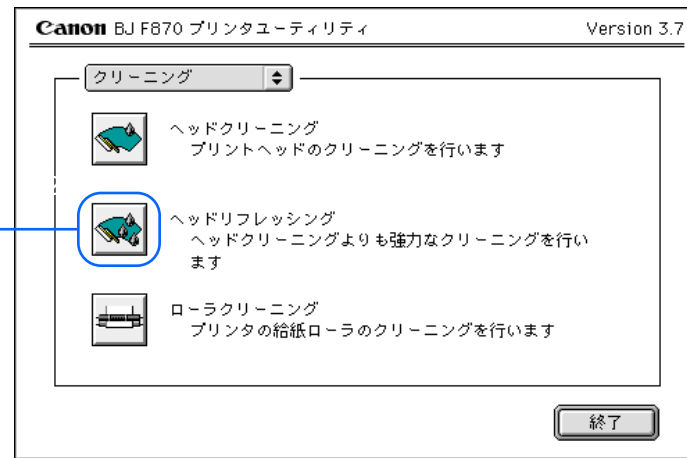 Canon BJ F870 プリンタユーティリティ Version 3.7
クリーニング
ヘッドクリーニング
プリントヘッドのクリーニングを行います
ヘッドリフレッシング
ヘッドクリーニングよりも強力なクリーニングを行い
ます
ローラクリーニング
プリンタの給紙ローラのクリーニングを行います
終了